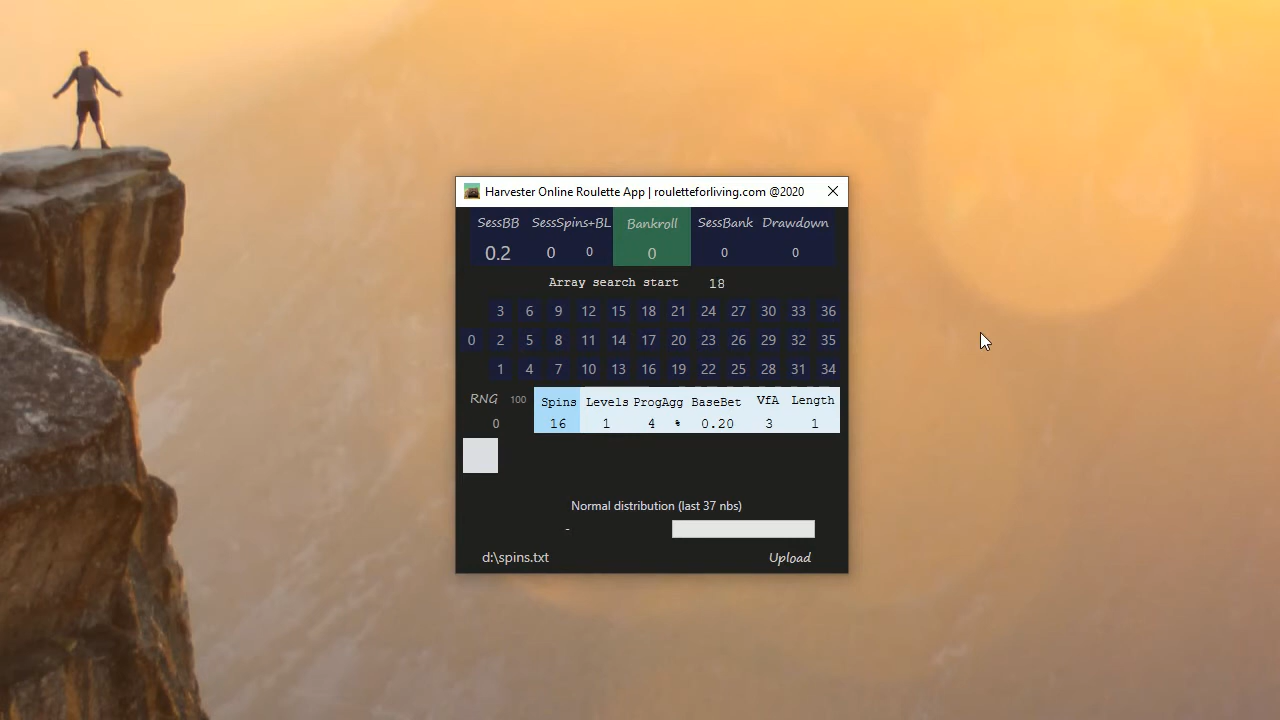 Harvester Online Roulette App | rouletteforliving.com @2020
SessBB SessSpins+BL Bankroll SessBank Drawdown
0.2 0 0 0 0 0
Array search start 18
3 6 9 12 15 18 21 24 27 30 33 36
0 2 5 8 11 14 17 20 23 26 29 32 35
1 4 7 10 13 16 19 22 25 28 31 34
RNG 100 Spins Levels ProgAgg BaseBet VfA Length
0 16 1 4 % 0.20 3 1
Normal distribution (last 37 nbs)
-
d:\spins.txt Upload